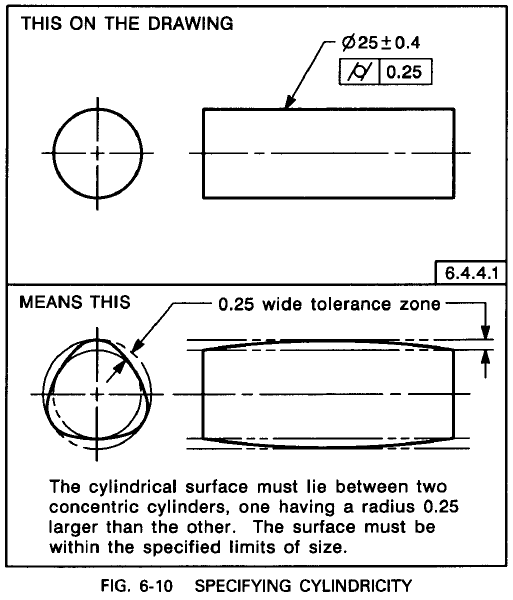 THIS ON THE DRAWING
Ø25±0.4
⌭ 0.25
6.4.4.1
MEANS THIS
0.25 wide tolerance zone
The cylindrical surface must lie between two
concentric cylinders, one having a radius 0.25
larger than the other. The surface must be
within the specified limits of size.
FIG. 6-10 SPECIFYING CYLINDRICITY